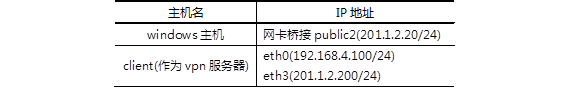 主机名 IP 地址
windows 主机 网卡桥接 public2(201.1.2.20/24)
client(作为 vpn 服务器) eth0(192.168.4.100/24)
eth3(201.1.2.200/24)